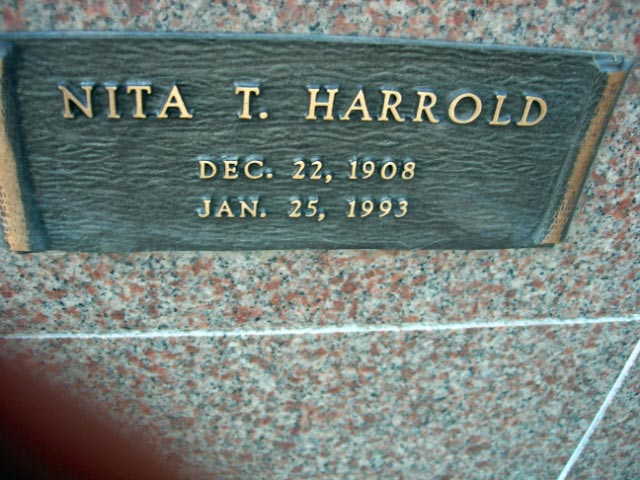 NITA T. HARROLD
DEC. 22, 1908
JAN. 25, 1993